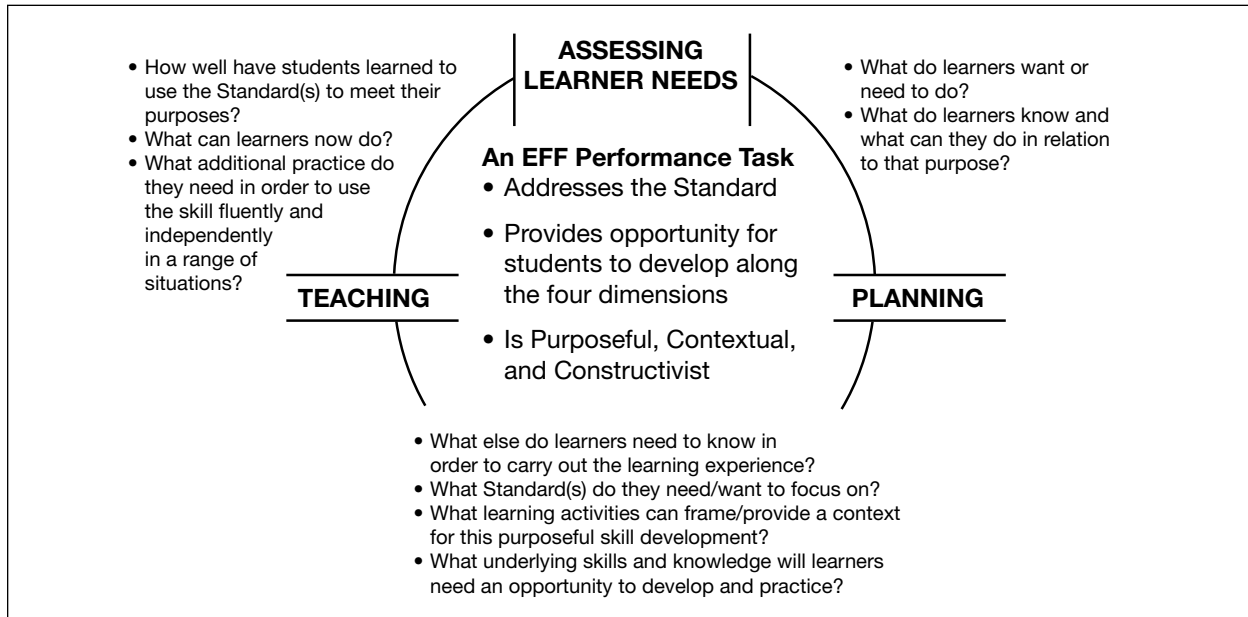 ASSESSING
LEARNER NEEDS
• How well have students learned to
use the Standard(s) to meet their
purposes?
• What can learners now do?
• What additional practice do
they need in order to use
the skill fluently and
independently
in a range of
situations?
• What do learners want or
need to do?
• What do learners know and
what can they do in relation
to that purpose?
An EFF Performance Task
• Addresses the Standard
• Provides opportunity for
students to develop along
the four dimensions
• Is Purposeful, Contextual,
and Constructivist
TEACHING
PLANNING
• What else do learners need to know in
order to carry out the learning experience?
• What Standard(s) do they need/want to focus on?
• What learning activities can frame/provide a context
for this purposeful skill development?
• What underlying skills and knowledge will learners
need an opportunity to develop and practice?